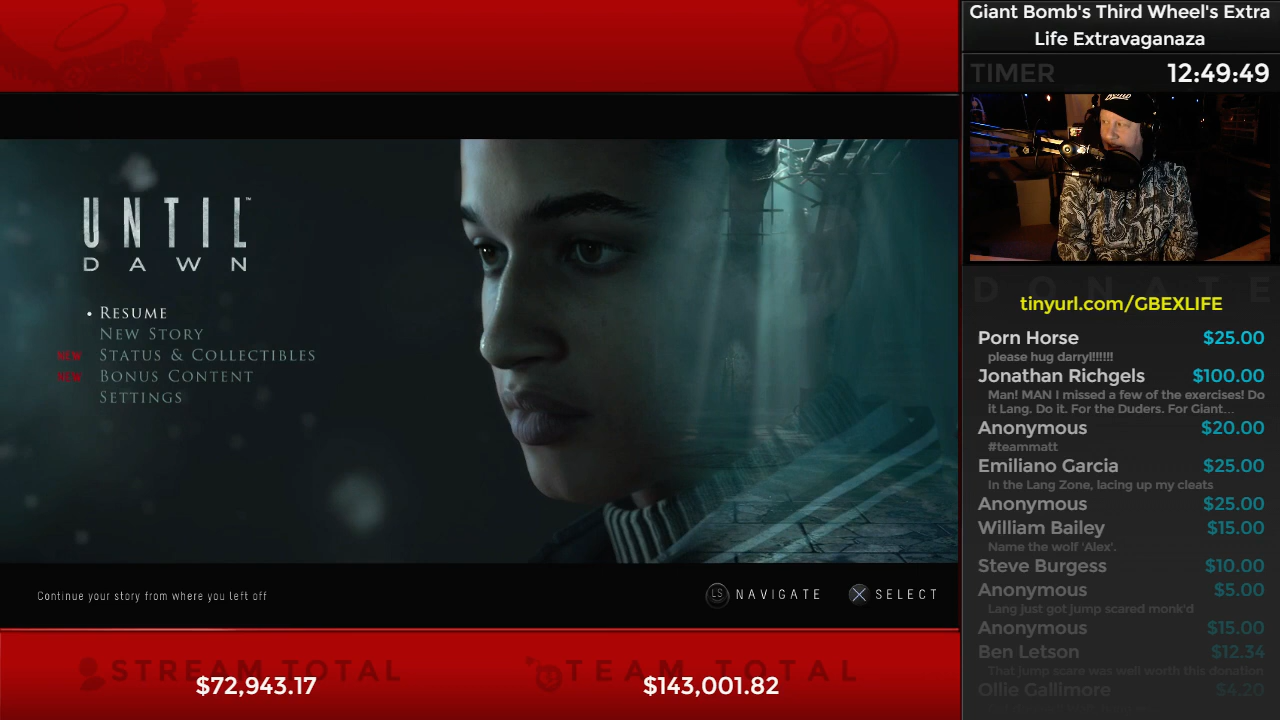 Giant Bomb's Third Wheel's Extra
Life Extravaganaza
TIMER
12:49:49
UNTIL™
DAWN
• RESUME
NEW STORY
NEW STATUS & COLLECTIBLES
NEW BONUS CONTENT
SETTINGS
Continue your story from where you left off
LS NAVIGATE
SELECT
DONATE
tinyurl.com/GBEXLIFE
Porn Horse $25.00
please hug darryl!!!!!!
Jonathan Richgels $100.00
Man! MAN I missed a few of the exercises! Do
it Lang. Do it. For the Duders. For Giant...
Anonymous $20.00
#teammatt
Emiliano Garcia $25.00
In the Lang Zone, lacing up my cleats
Anonymous $25.00
William Bailey $15.00
Name the wolf 'Alex'.
Steve Burgess $10.00
Anonymous $5.00
Lang just got jump scared monk'd
Anonymous $15.00
Ben Letson $12.34
That jump scare was well worth this donation
Ollie Gallimore $4.20
STREAM TOTAL
$72,943.17
TEAM TOTAL
$143,001.82